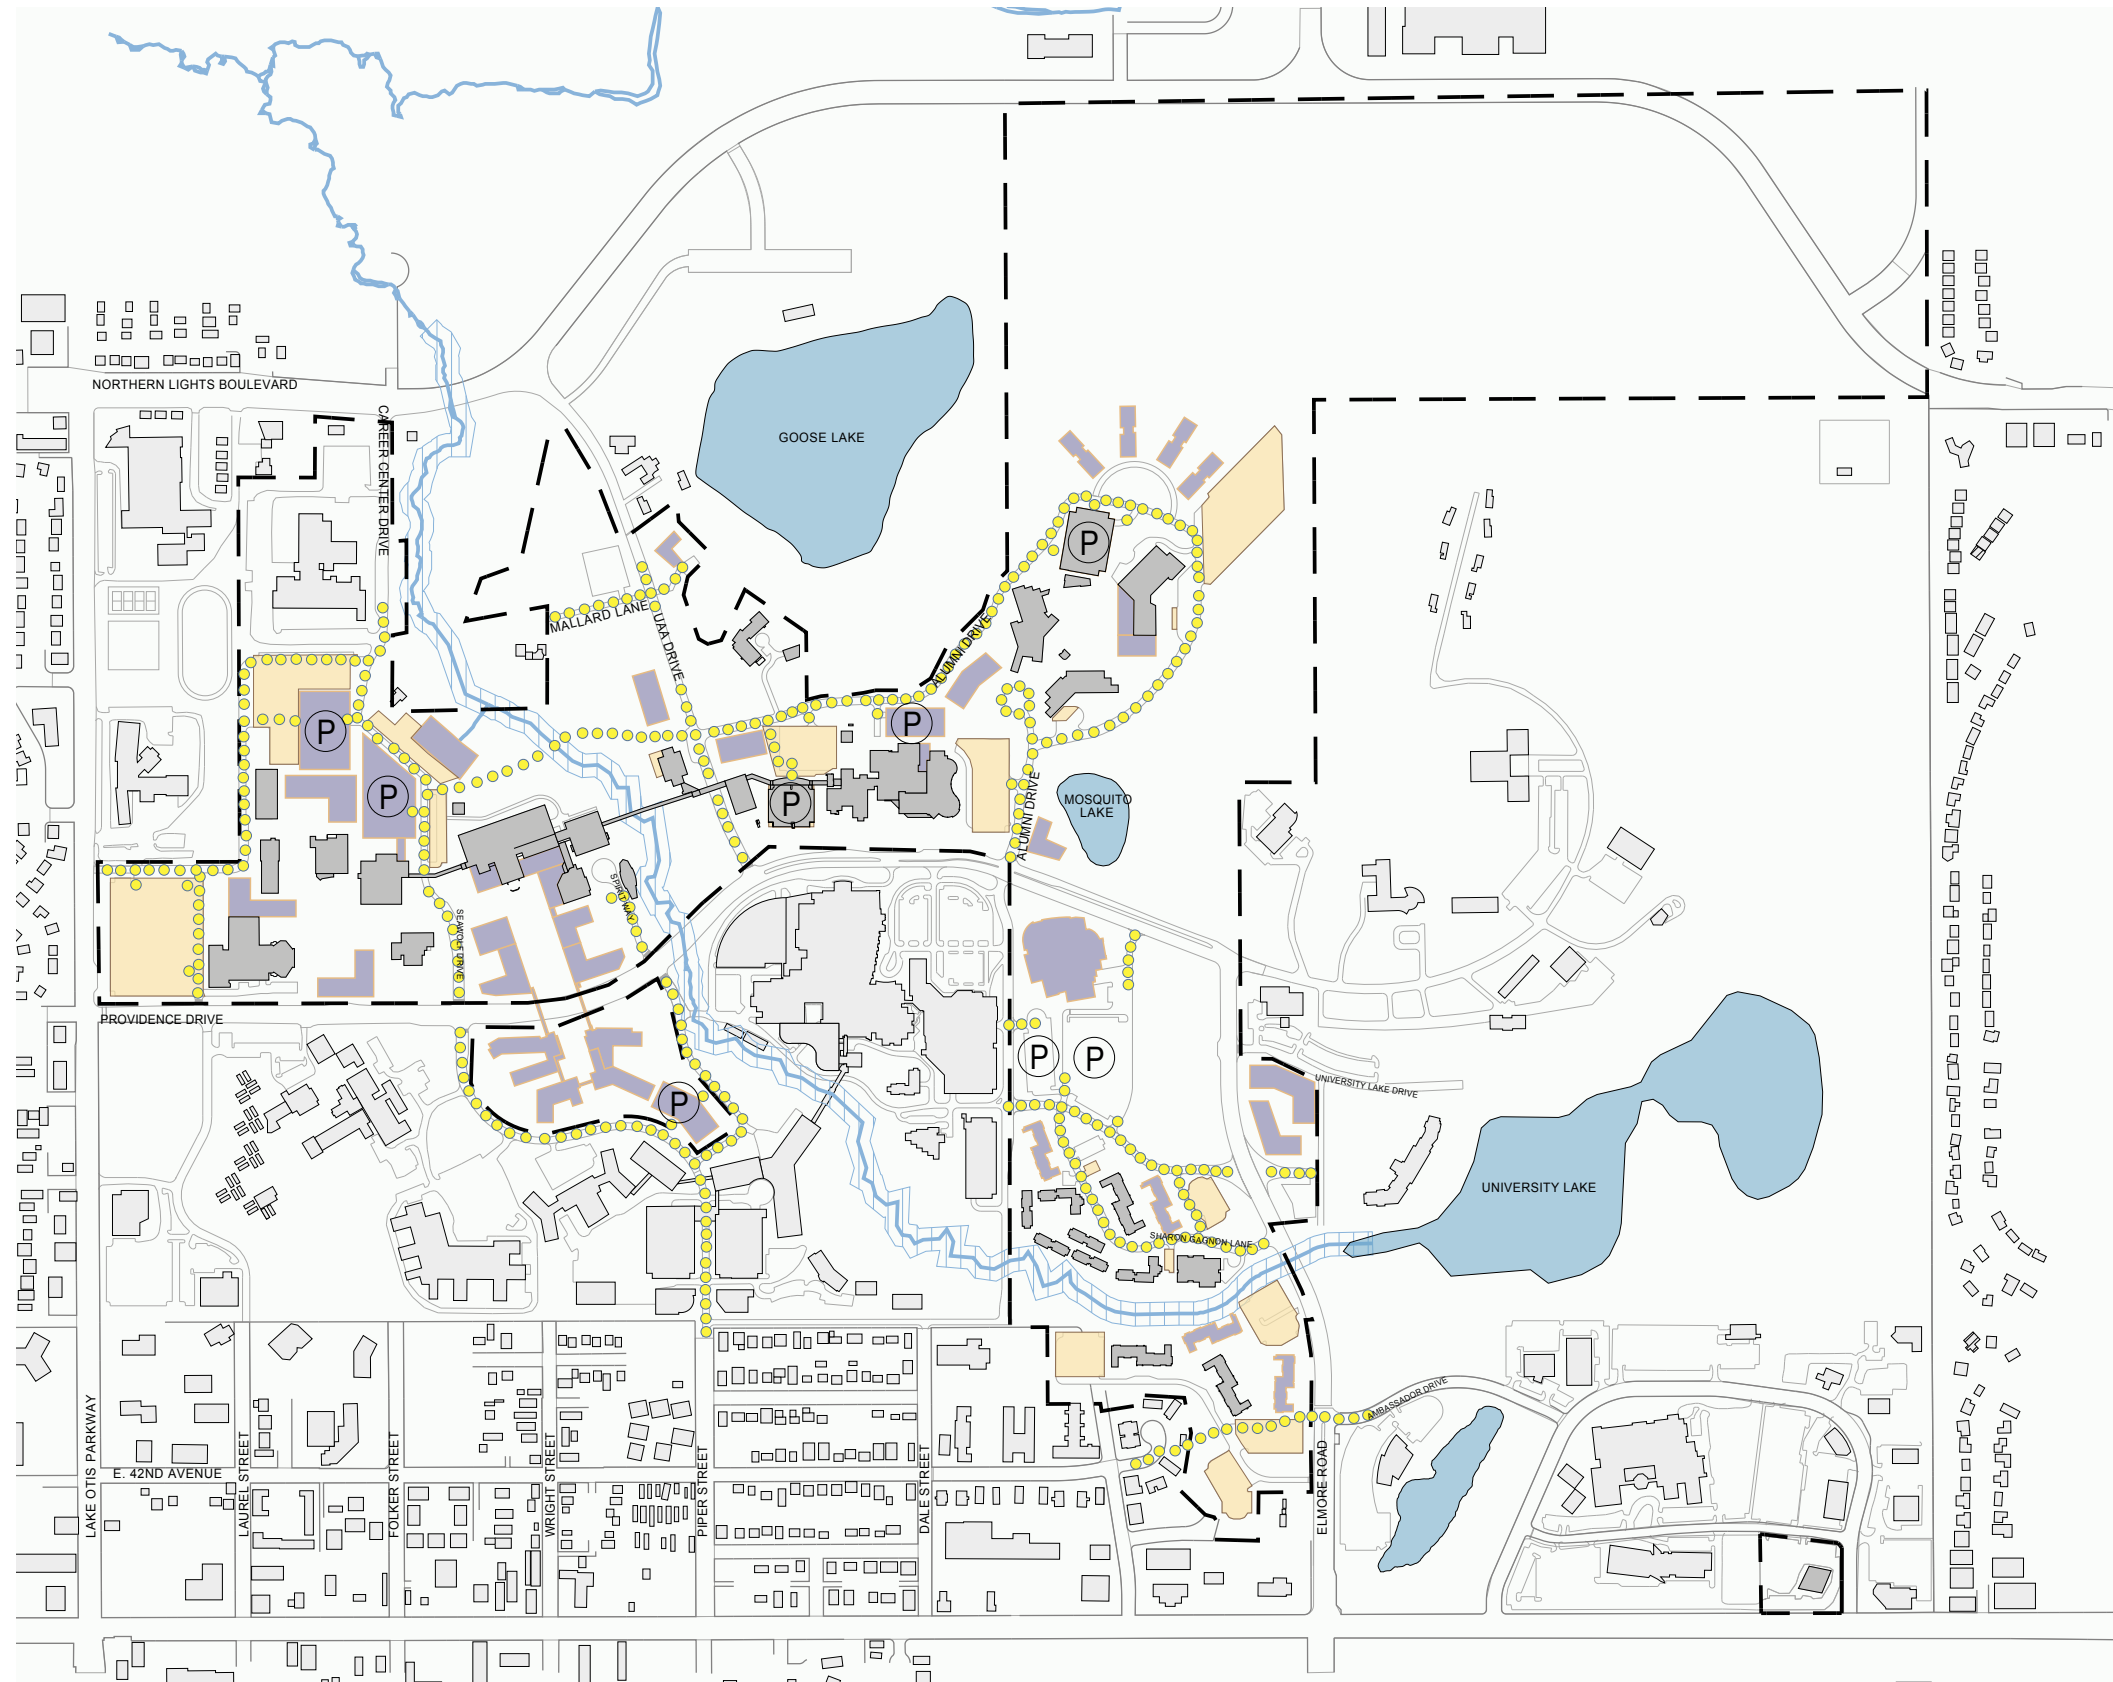 NORTHERN LIGHTS BOULEVARD
CAREER CENTER DRIVE
GOOSE LAKE
P
MALLARD LANE
UAA DRIVE
ALUMNI DRIVE
P
P
P
P
MOSQUITO
LAKE
ALUMNI DRIVE
SPIRIT WAY
SEAWOLF DRIVE
PROVIDENCE DRIVE
P
P
P
UNIVERSITY LAKE DRIVE
UNIVERSITY LAKE
SHARON GAGNON LANE
AMBASSADOR DRIVE
LAKE OTIS PARKWAY
E. 42ND AVENUE
LAUREL STREET
FOLKER STREET
WRIGHT STREET
PIPER STREET
DALE STREET
ELMORE ROAD